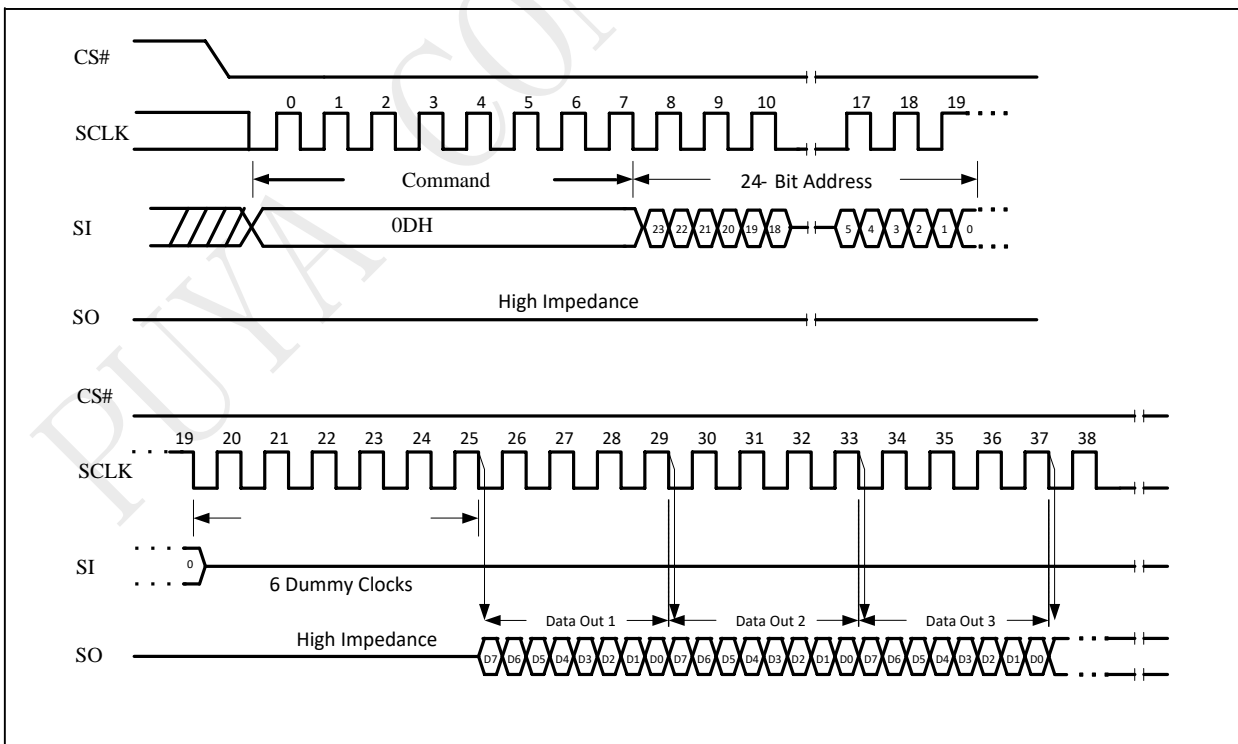 PUYA CON
CS#
0 1 2 3 4 5 6 7 8 9 10 17 18 19
SCLK
Command
24- Bit Address
SI
0DH
23 22 21 20 19 18 5 4 3 2 1 0
High Impedance
SO
CS#
19 20 21 22 23 24 25 26 27 28 29 30 31 32 33 34 35 36 37 38
SCLK
SI
0
6 Dummy Clocks
Data Out 1 Data Out 2 Data Out 3
High Impedance
SO
D7 D6 D5 D4 D3 D2 D1 D0 D7 D6 D5 D4 D3 D2 D1 D0 D7 D6 D5 D4 D3 D2 D1 D0